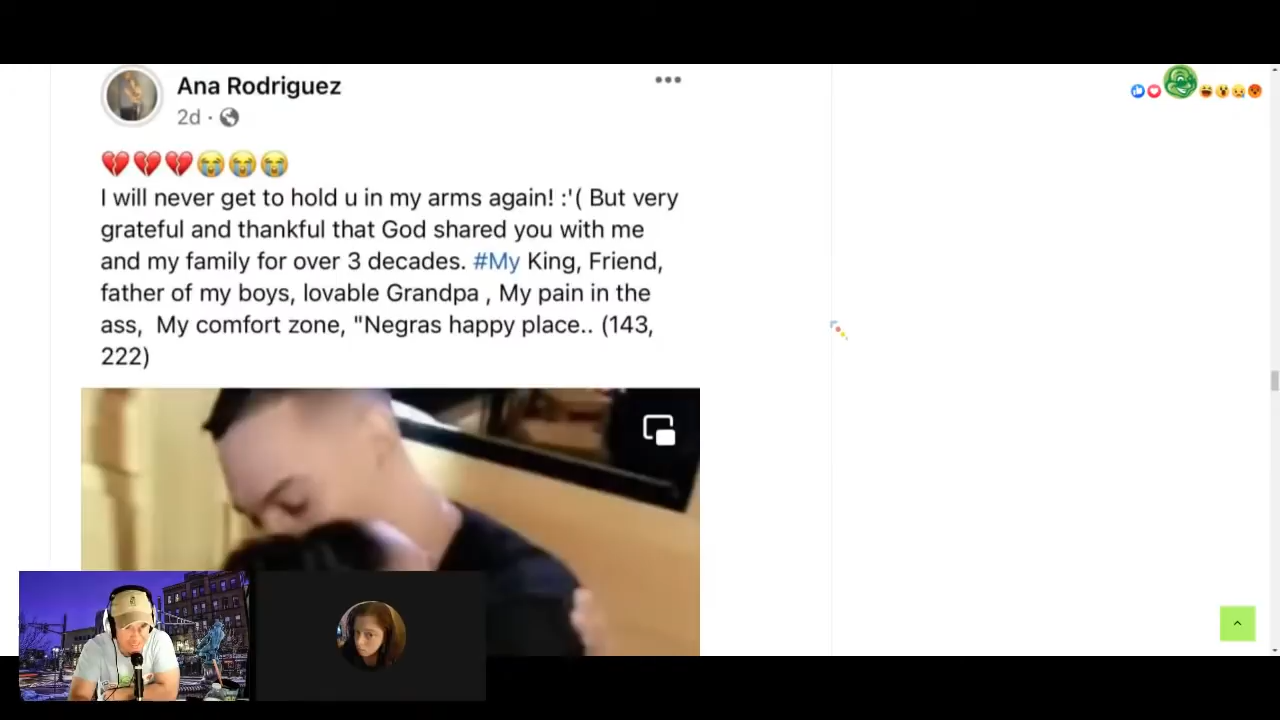 Ana Rodriguez
2d ·
💔💔💔😭😭😭
I will never get to hold u in my arms again! :'( But very
grateful and thankful that God shared you with me
and my family for over 3 decades. #My King, Friend,
father of my boys, lovable Grandpa , My pain in the
ass,  My comfort zone, "Negras happy place.. (143,
222)